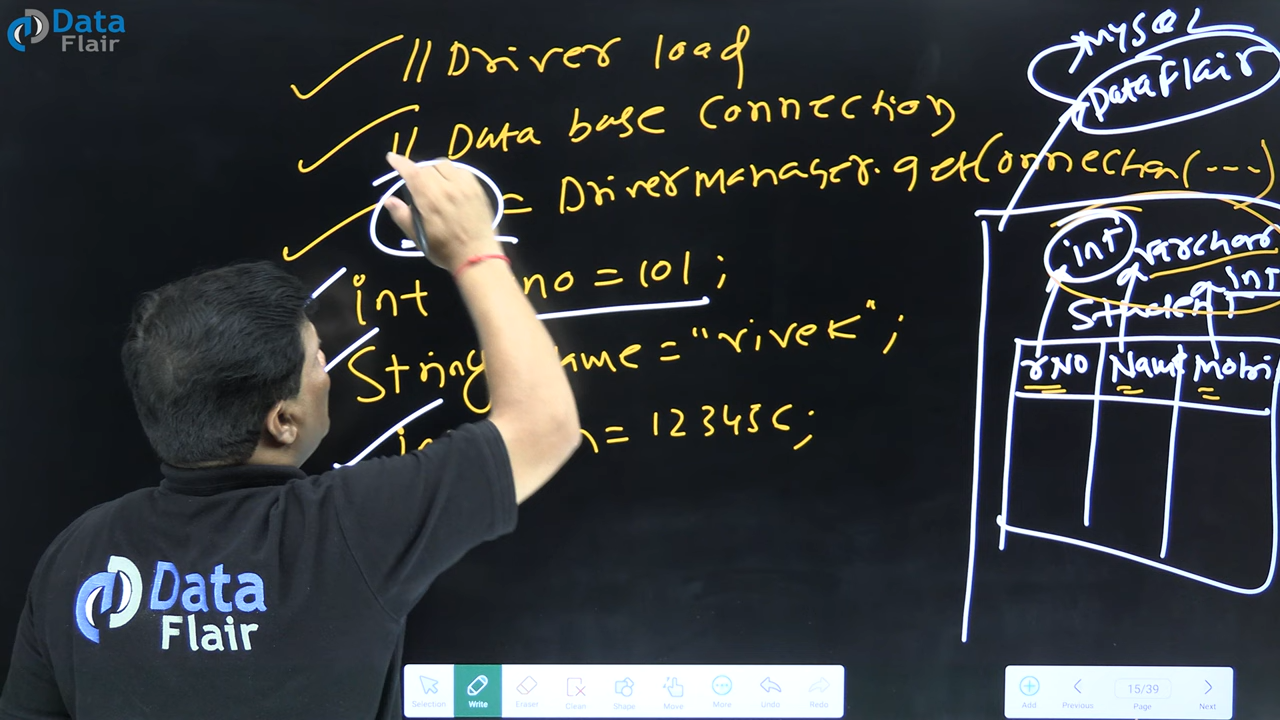 Data Flair
// Driver load
// Data base connection
= DriverManager.getConnection(...)
int no = 101;
String name = "vivek";
n = 123456;
MYSQL
DataFlair
int varchar int
Student
rNO Name Mobi
Data Flair
Selection Write Eraser Clean Shape Move More Undo Redo
Add Previous 15/39 Page Next